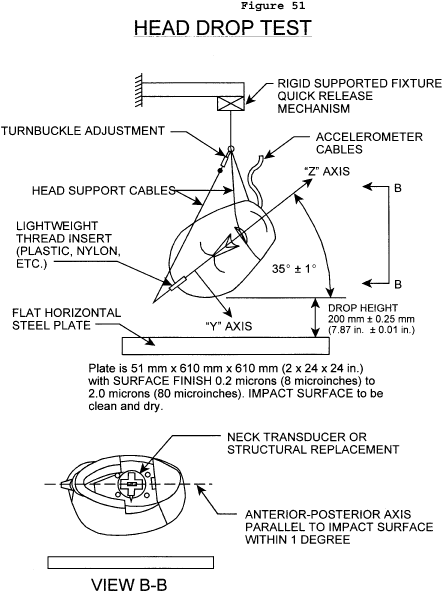 Figure 51
HEAD DROP TEST
RIGID SUPPORTED FIXTURE
QUICK RELEASE
MECHANISM
TURNBUCKLE ADJUSTMENT
ACCELEROMETER
CABLES
"Z" AXIS
HEAD SUPPORT CABLES
B
LIGHTWEIGHT
THREAD INSERT
(PLASTIC, NYLON,
ETC.)
35° ± 1°
B
DROP HEIGHT
200 mm ± 0.25 mm
(7.87 in. ± 0.01 in.)
FLAT HORIZONTAL
STEEL PLATE
"Y" AXIS
Plate is 51 mm x 610 mm x 610 mm (2 x 24 x 24 in.)
with SURFACE FINISH 0.2 microns (8 microinches) to
2.0 microns (80 microinches). IMPACT SURFACE to be
clean and dry.
NECK TRANSDUCER OR
STRUCTURAL REPLACEMENT
ANTERIOR-POSTERIOR AXIS
PARALLEL TO IMPACT SURFACE
WITHIN 1 DEGREE
VIEW B-B